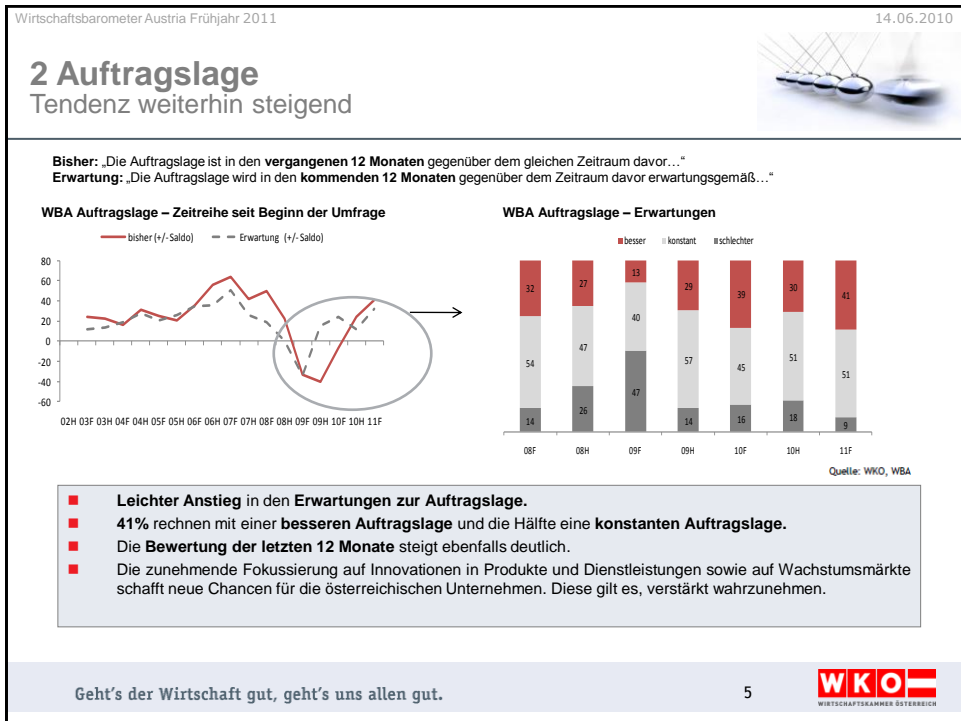 Wirtschaftsbarometer Austria Frühjahr 2011 14.06.2010
2 Auftragslage
Tendenz weiterhin steigend
Bisher: „Die Auftragslage ist in den vergangenen 12 Monaten gegenüber dem gleichen Zeitraum davor…“
Erwartung: „Die Auftragslage wird in den kommenden 12 Monaten gegenüber dem Zeitraum davor erwartungsgemäß…“
WBA Auftragslage – Zeitreihe seit Beginn der Umfrage
bisher (+/- Saldo) Erwartung (+/- Saldo)
80
60
40
20
0
-20
-40
-60
02H 03F 03H 04F 04H 05F 05H 06F 06H 07F 07H 08F 08H 09F 09H 10F 10H 11F
WBA Auftragslage – Erwartungen
besser konstant schlechter
32 27 13 29 39 30 41
54 47 40 57 45 51 51
14 26 47 14 16 18 9
08F 08H 09F 09H 10F 10H 11F
Quelle: WKO, WBA
Leichter Anstieg in den Erwartungen zur Auftragslage.
41% rechnen mit einer besseren Auftragslage und die Hälfte eine konstanten Auftragslage.
Die Bewertung der letzten 12 Monate steigt ebenfalls deutlich.
Die zunehmende Fokussierung auf Innovationen in Produkte und Dienstleistungen sowie auf Wachstumsmärkte
schafft neue Chancen für die österreichischen Unternehmen. Diese gilt es, verstärkt wahrzunehmen.
Geht's der Wirtschaft gut, geht's uns allen gut. 5
WKO
WIRTSCHAFTSKAMMER ÖSTERREICH